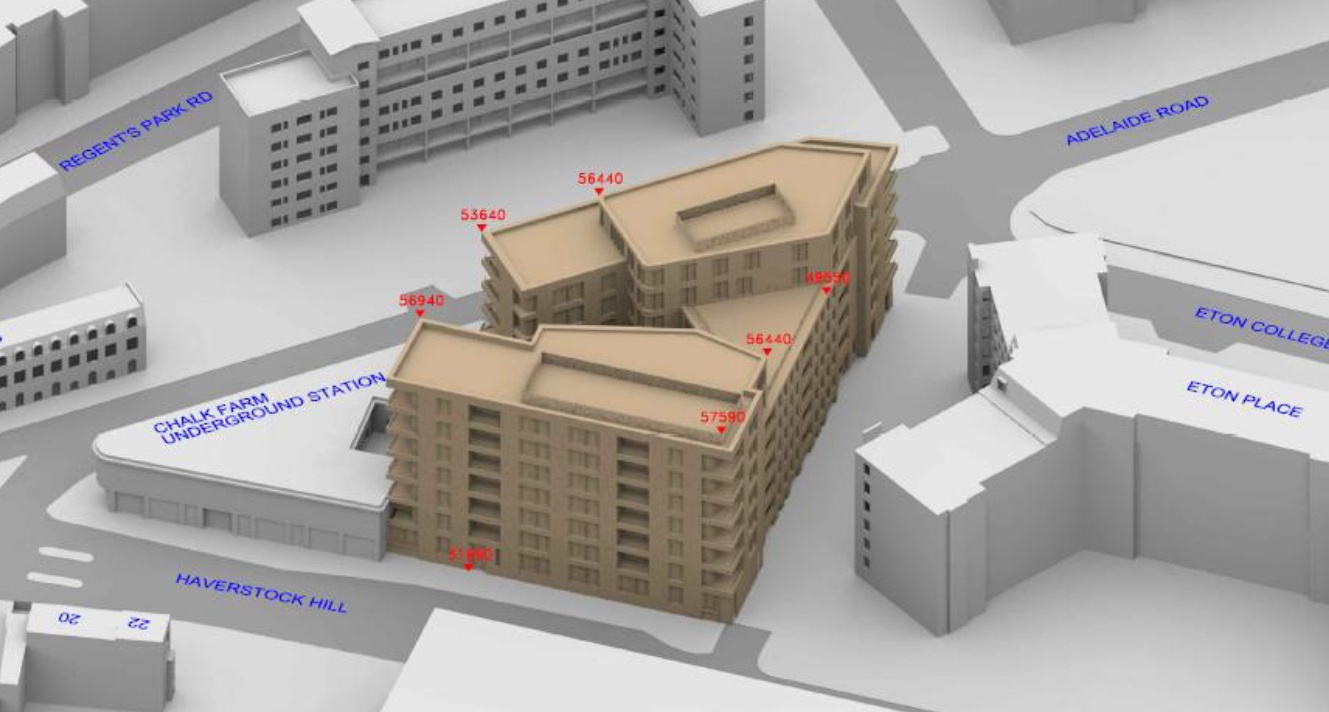 REGENT'S PARK RD
ADELAIDE ROAD
56440
53640
56940
56440
57590
ETON COLLEGE
ETON PLACE
CHALK FARM
UNDERGROUND STATION
HAVERSTOCK HILL
20
22